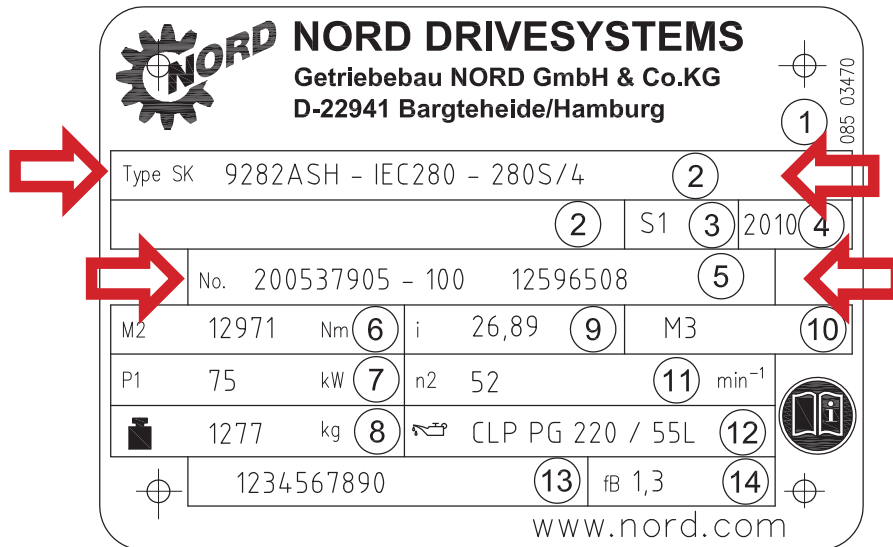 NORD
NORD DRIVESYSTEMS
Getriebebau NORD GmbH & Co.KG
D-22941 Bargteheide/Hamburg
085 03470
1
Type SK 9282ASH - IEC280 - 280S/4 2
2 S1 3 2010 4
No. 200537905 - 100 12596508 5
M2 12971 Nm 6 i 26,89 9 M3 10
P1 75 kW 7 n2 52 11 min⁻¹
1277 kg 8 CLP PG 220 / 55L 12
1234567890 13 fB 1,3 14
www.nord.com